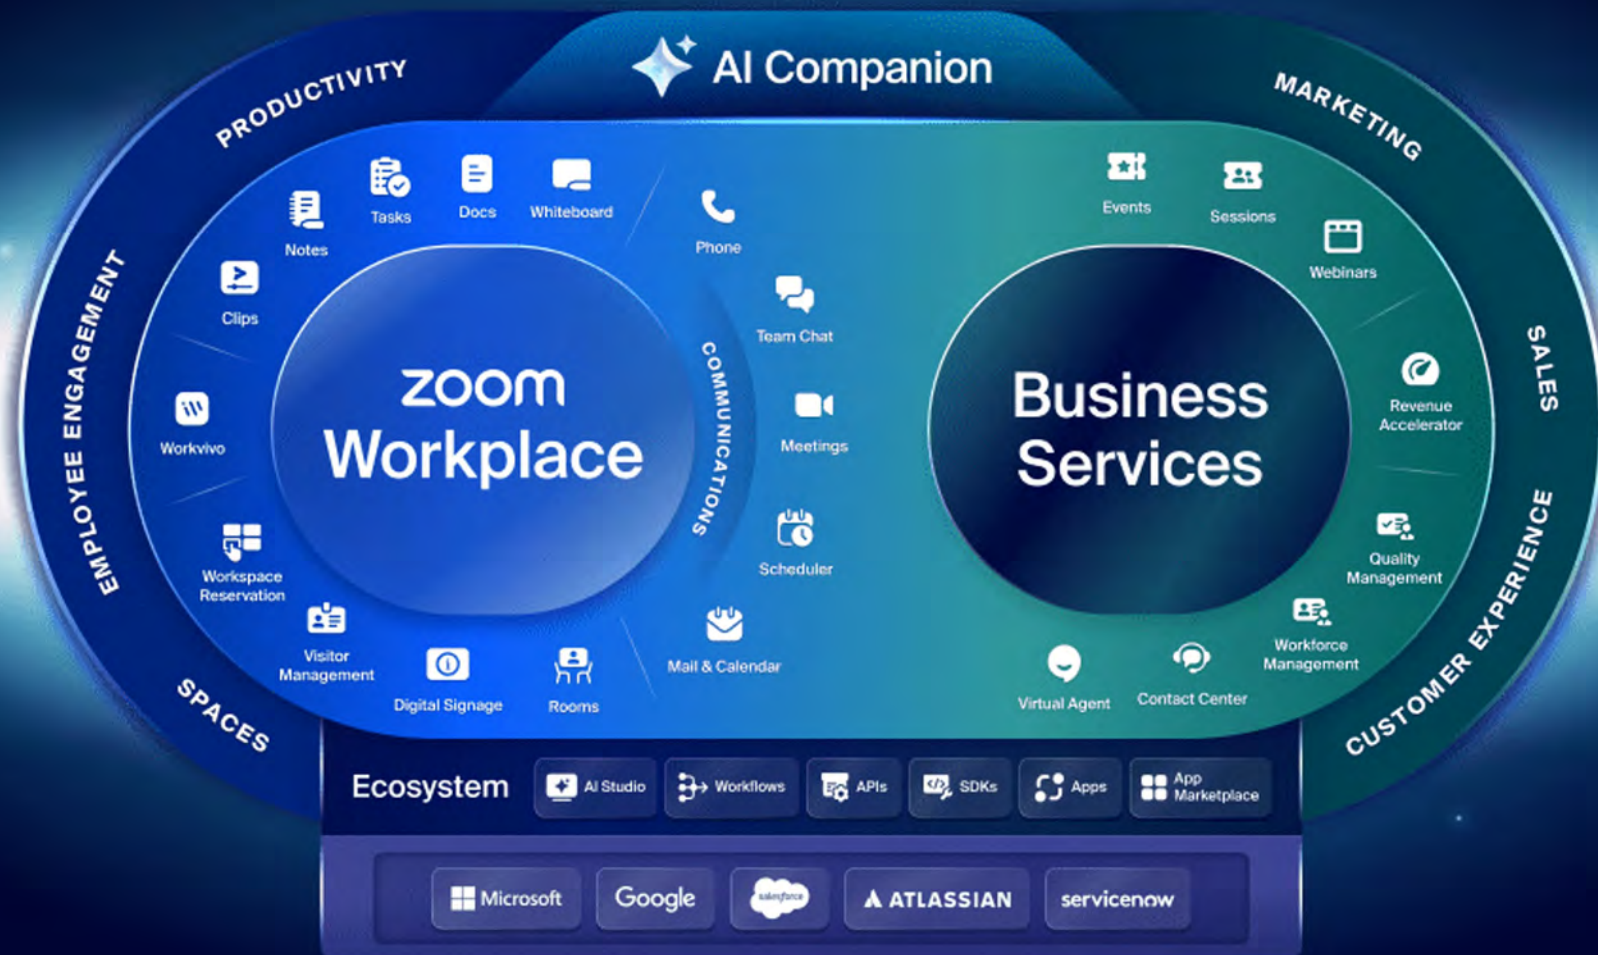 AI Companion
PRODUCTIVITY
EMPLOYEE ENGAGEMENT
SPACES
MARKETING
SALES
CUSTOMER EXPERIENCE
Whiteboard
Docs
Tasks
Notes
Clips
Workvivo
Workspace
Reservation
Visitor
Management
Digital Signage
Rooms
zoom
Workplace
COMMUNICATIONS
Phone
Team Chat
Meetings
Scheduler
Mail & Calendar
Business
Services
Events
Sessions
Webinars
Revenue
Accelerator
Quality
Management
Workforce
Management
Contact Center
Virtual Agent
Ecosystem
AI Studio
Workflows
APIs
SDKs
Apps
App
Marketplace
Microsoft
Google
salesforce
ATLASSIAN
servicenow